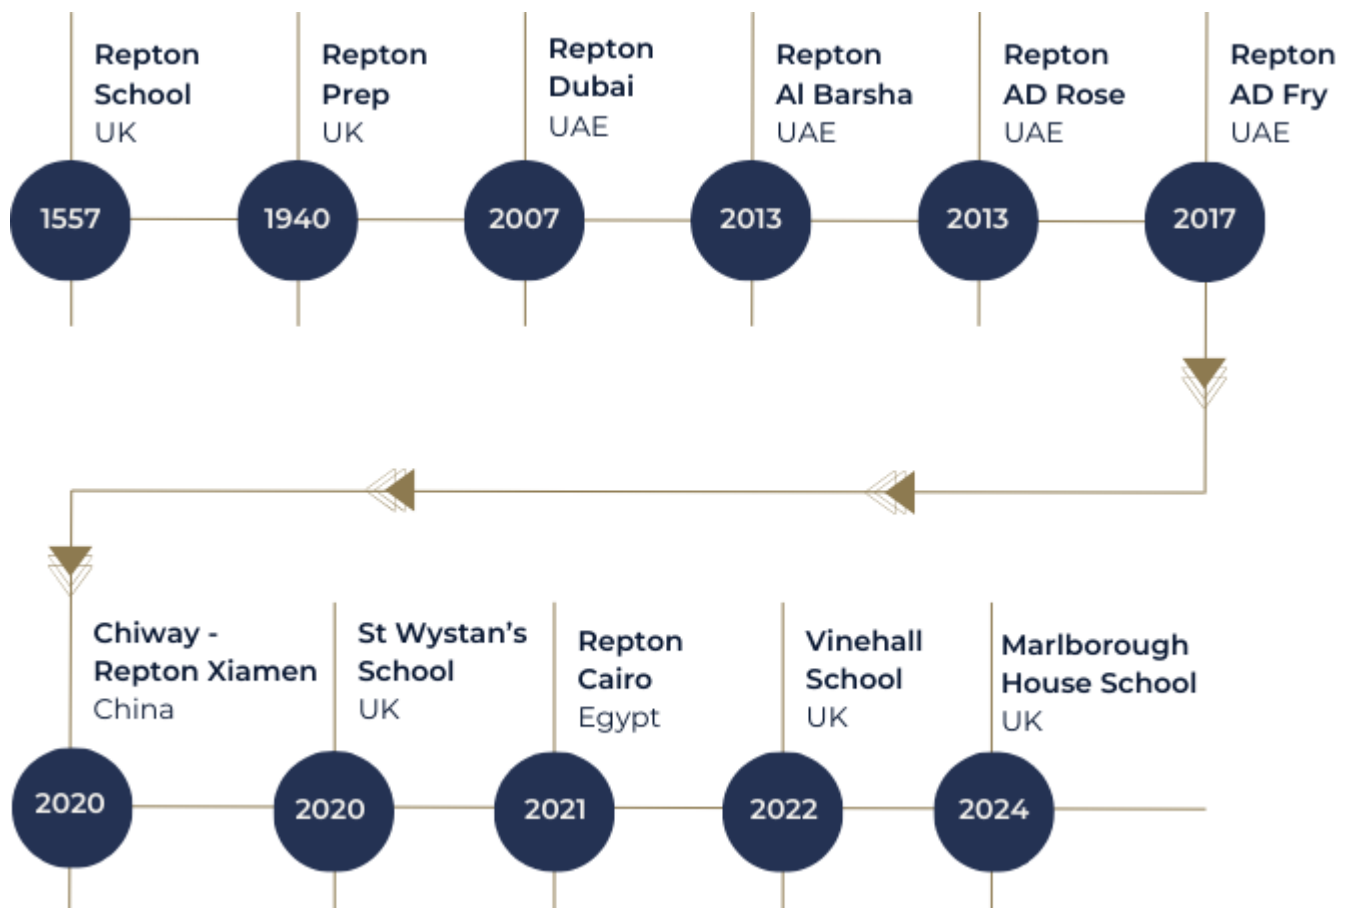 Repton
School
UK
1557
Repton
Prep
UK
1940
Repton
Dubai
UAE
2007
Repton
Al Barsha
UAE
2013
Repton
AD Rose
UAE
2013
Repton
AD Fry
UAE
2017
Chiway -
Repton Xiamen
China
2020
St Wystan’s
School
UK
2020
Repton
Cairo
Egypt
2021
Vinehall
School
UK
2022
Marlborough
House School
UK
2024